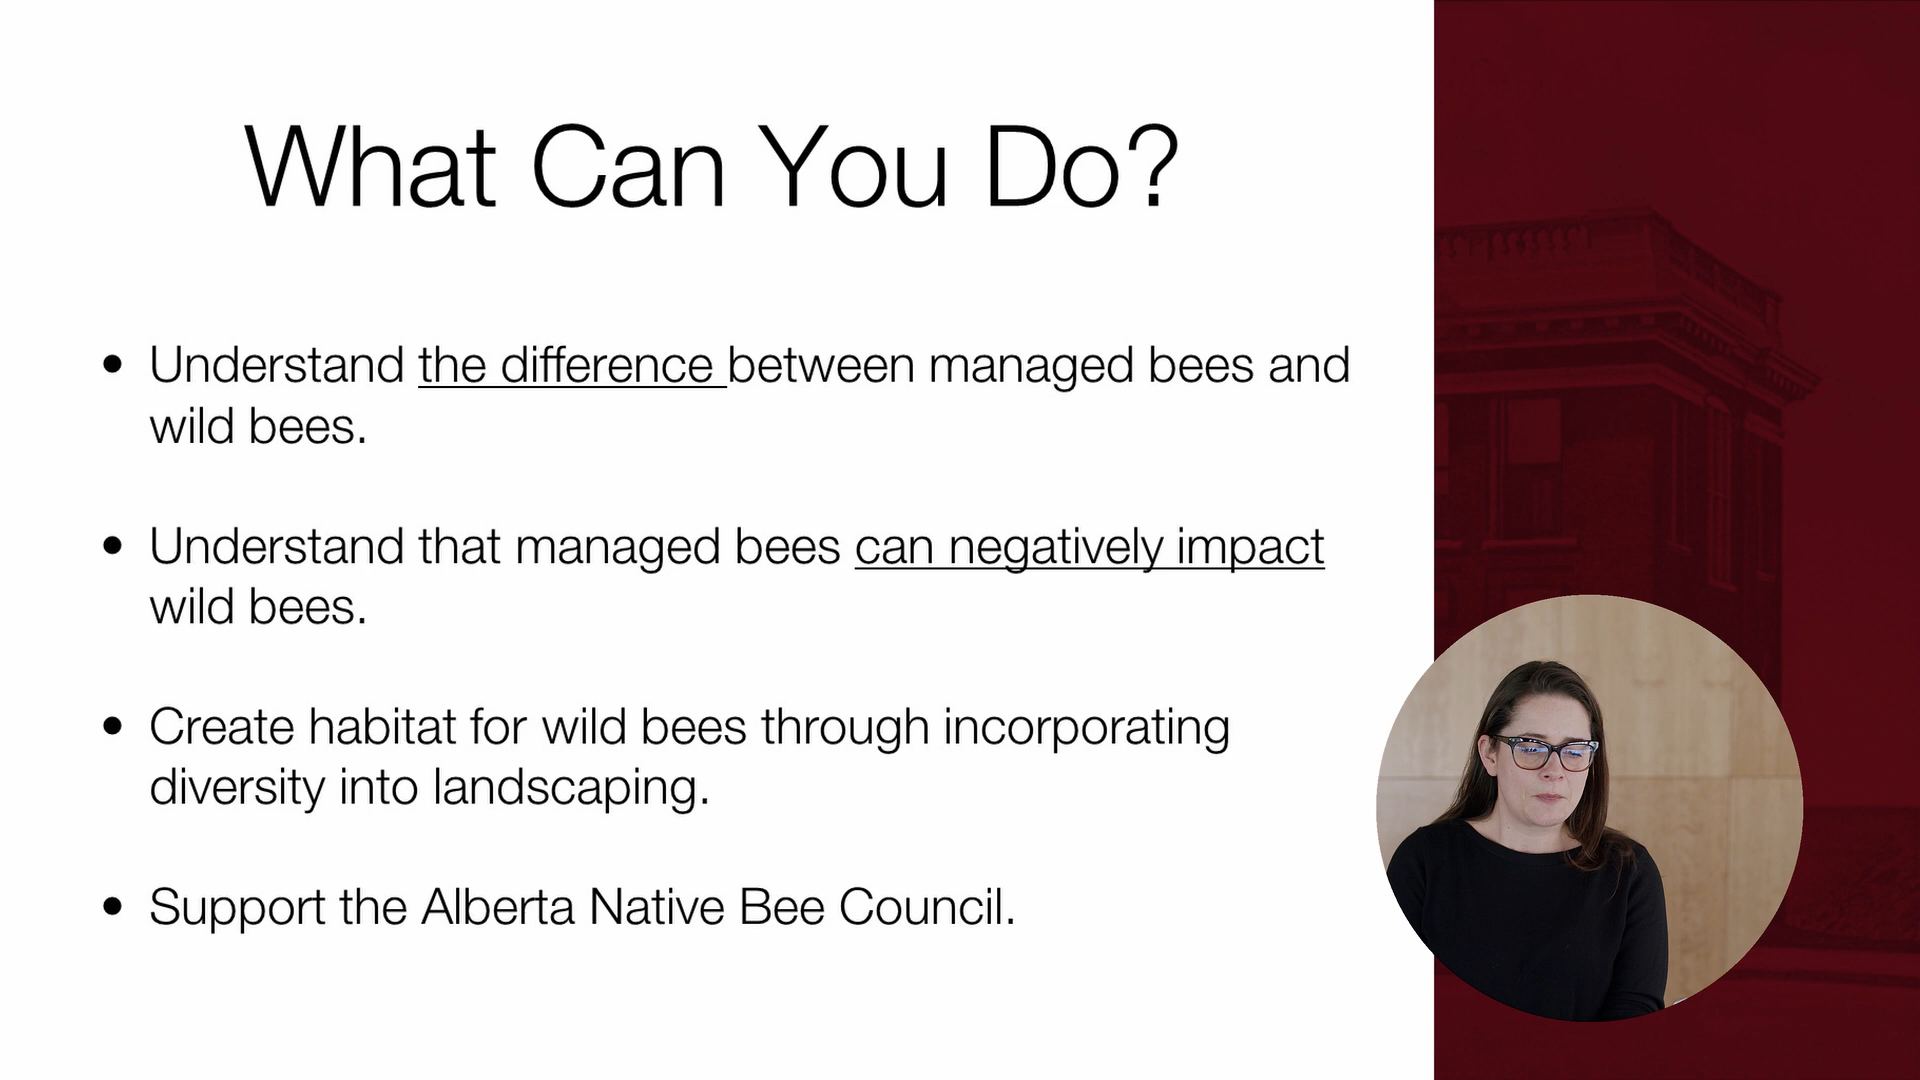 What Can You Do?
• Understand the difference between managed bees and
wild bees.
• Understand that managed bees can negatively impact
wild bees.
• Create habitat for wild bees through incorporating
diversity into landscaping.
• Support the Alberta Native Bee Council.